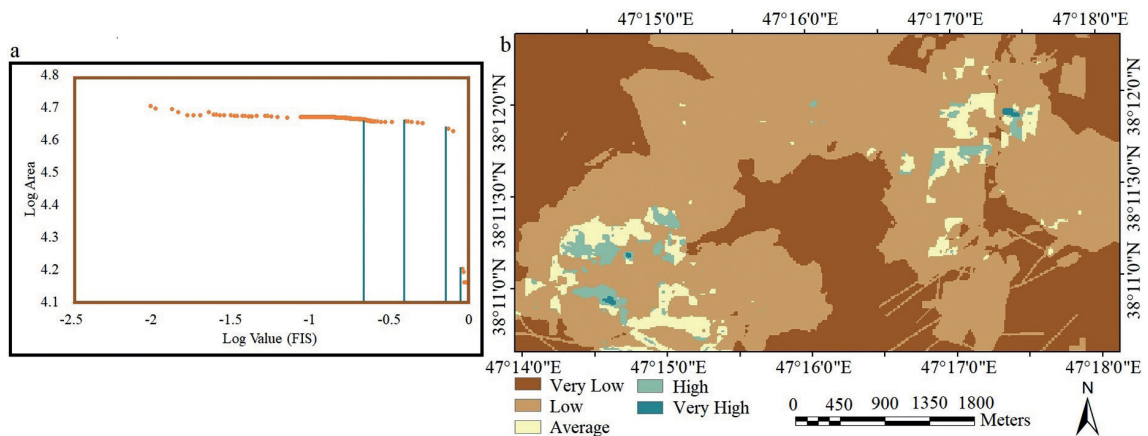 a
4.8
4.7
4.6
4.5
4.4
4.3
4.2
4.1
Log Area
-2.5
-2
-1.5
-1
-0.5
0
Log Value (FIS)
b
47°15'0"E
47°16'0"E
47°17'0"E
47°18'0"E
38°12'0"N
38°11'30"N
38°11'0"N
38°12'0"N
38°11'30"N
38°11'0"N
47°14'0"E
47°15'0"E
47°16'0"E
47°17'0"E
47°18'0"E
Very Low
High
Low
Very High
Average
0 450 900 1350 1800
Meters
N